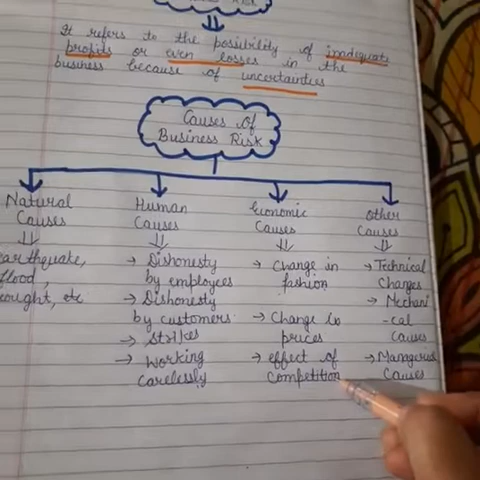 It refers to the possibility of inadequate
profits or even losses in the
business because of uncertainties
Causes of
Business Risk
Natural
Causes
earthquake,
flood,
ought, etc
Human
Causes
→ Dishonesty
by employees
→ Dishonesty
by customers
→ Strikes
→ Working
carelessly
Economic
Causes
→ Change in
fashion
→ Change in
prices
→ effect of
competition
Other
Causes
→ Technical
Changes
→ Mechani
-cal
causes
→ Managerial
Causes